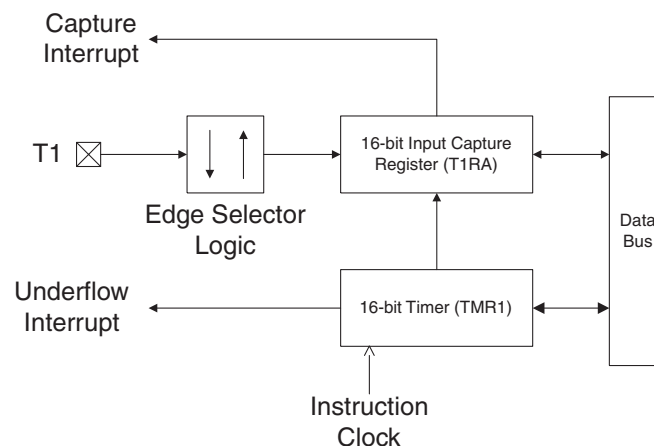 Capture
Interrupt
T1
16-bit Input Capture
Register (T1RA)
Edge Selector
Logic
Data
Bus
Underflow
Interrupt
16-bit Timer (TMR1)
Instruction
Clock